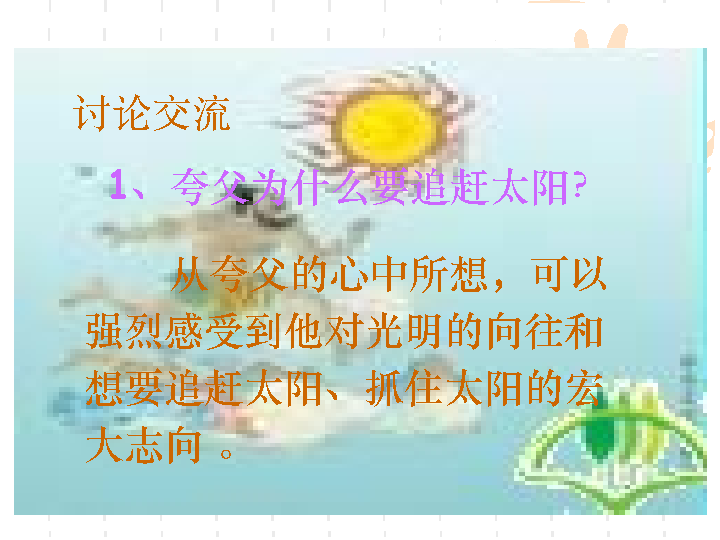 讨论交流
1、夸父为什么要追赶太阳?
从夸父的心中所想，可以
强烈感受到他对光明的向往和
想要追赶太阳、抓住太阳的宏
大志向 。